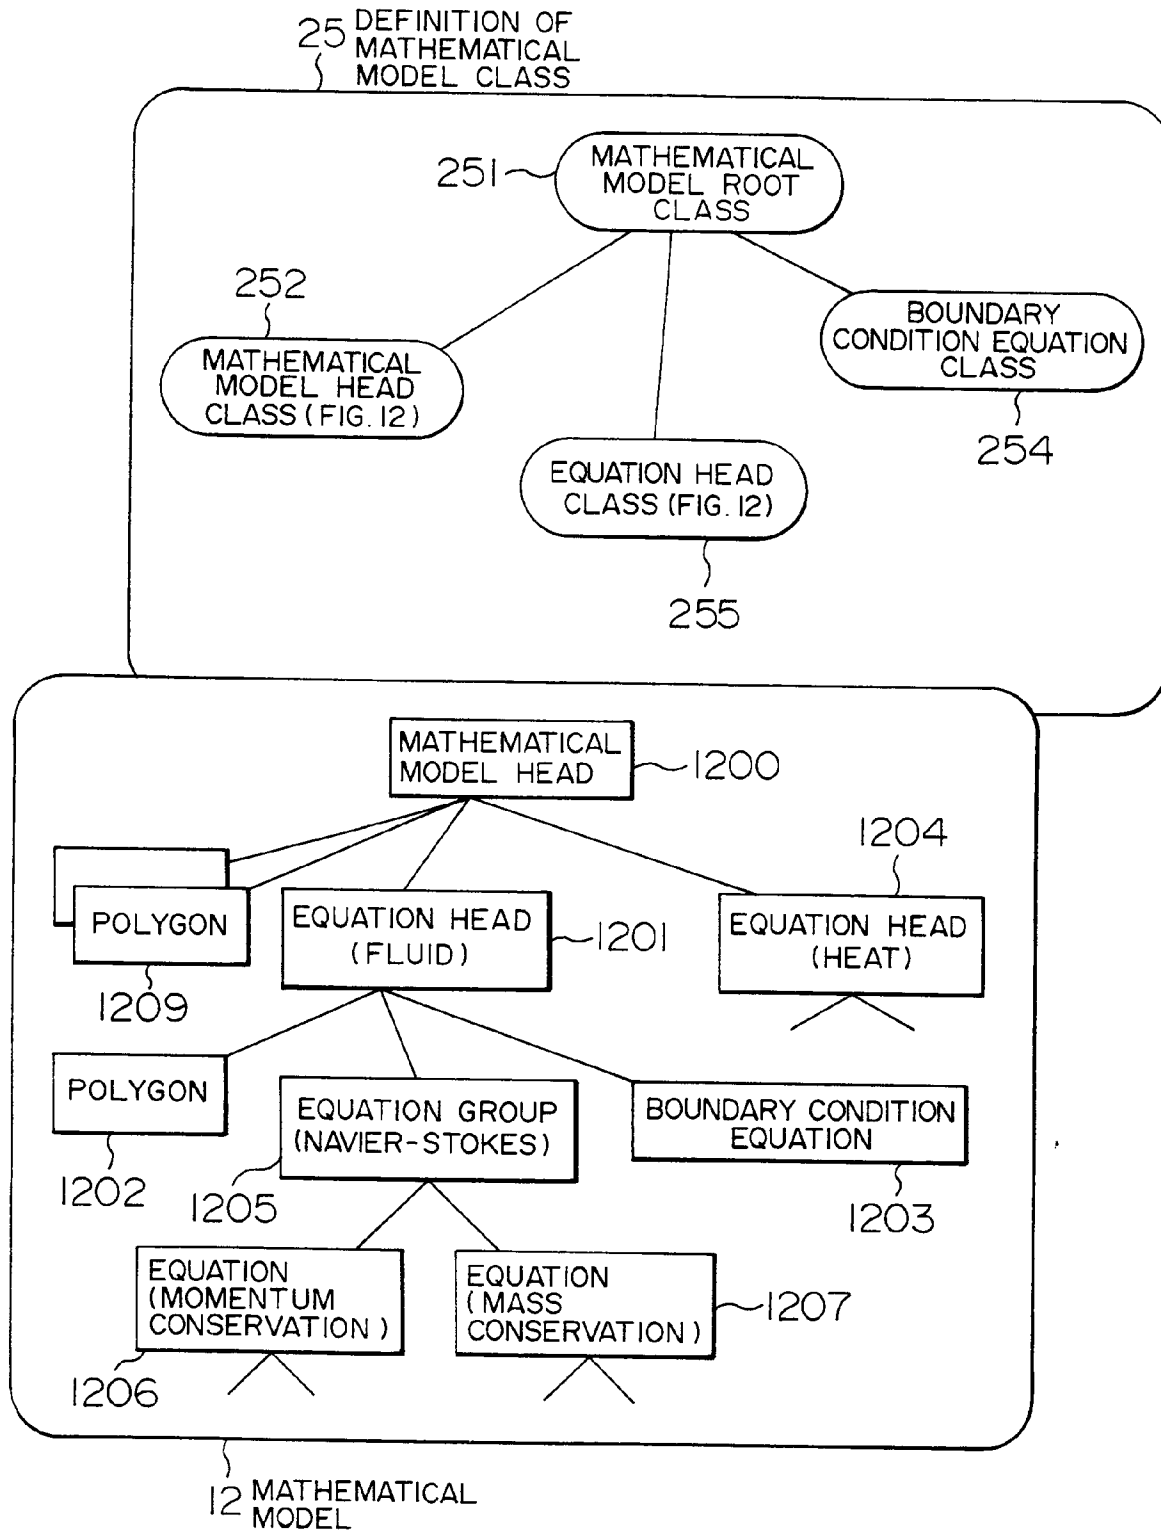 25 DEFINITION OF
MATHEMATICAL
MODEL CLASS
251
MATHEMATICAL
MODEL ROOT
CLASS
252
MATHEMATICAL
MODEL HEAD
CLASS (FIG. 12)
BOUNDARY
CONDITION EQUATION
CLASS
254
EQUATION HEAD
CLASS (FIG. 12)
255
MATHEMATICAL
MODEL HEAD
1200
1204
POLYGON
1209
EQUATION HEAD
(FLUID)
1201
EQUATION HEAD
(HEAT)
POLYGON
1202
EQUATION GROUP
(NAVIER-STOKES)
1205
BOUNDARY CONDITION
EQUATION
1203
EQUATION
(MOMENTUM
CONSERVATION)
1206
EQUATION
(MASS
CONSERVATION)
1207
12 MATHEMATICAL
MODEL